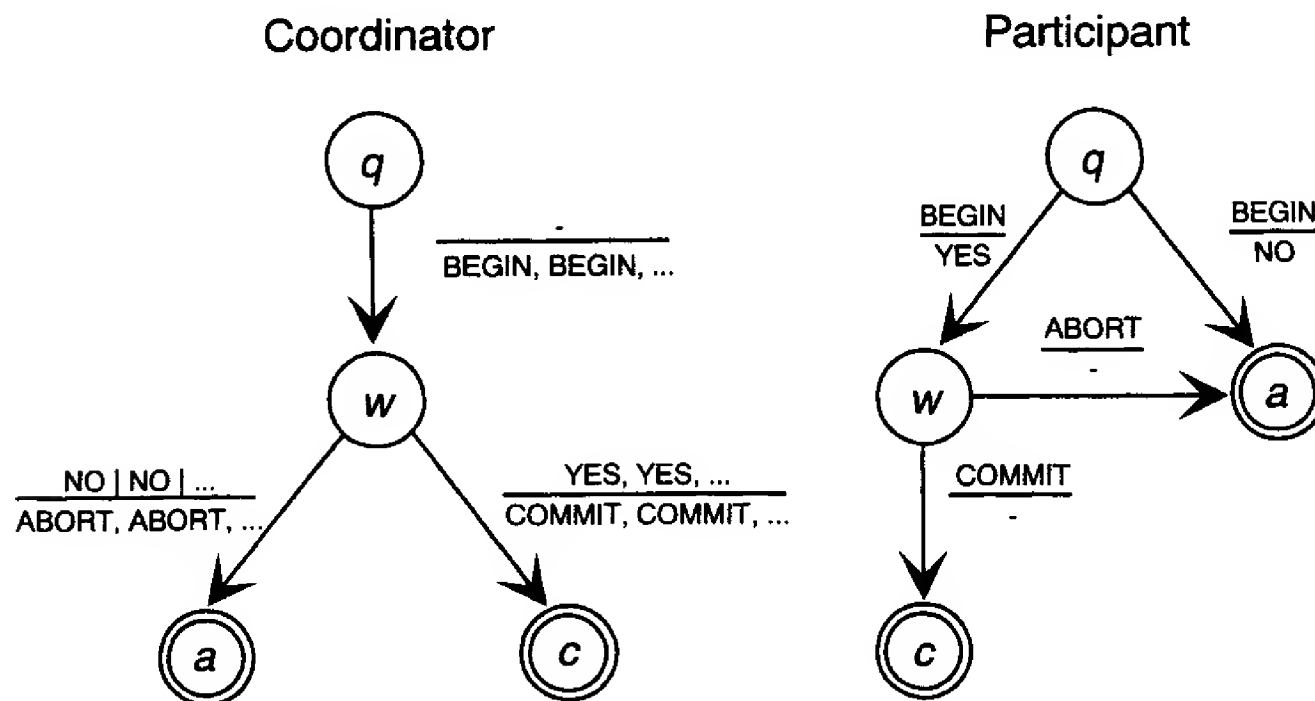 Coordinator
q
-
BEGIN, BEGIN, ...
w
NO | NO | ...
ABORT, ABORT, ...
YES, YES, ...
COMMIT, COMMIT, ...
a
c
Participant
q
BEGIN
YES
BEGIN
NO
ABORT
-
w
a
COMMIT
-
c